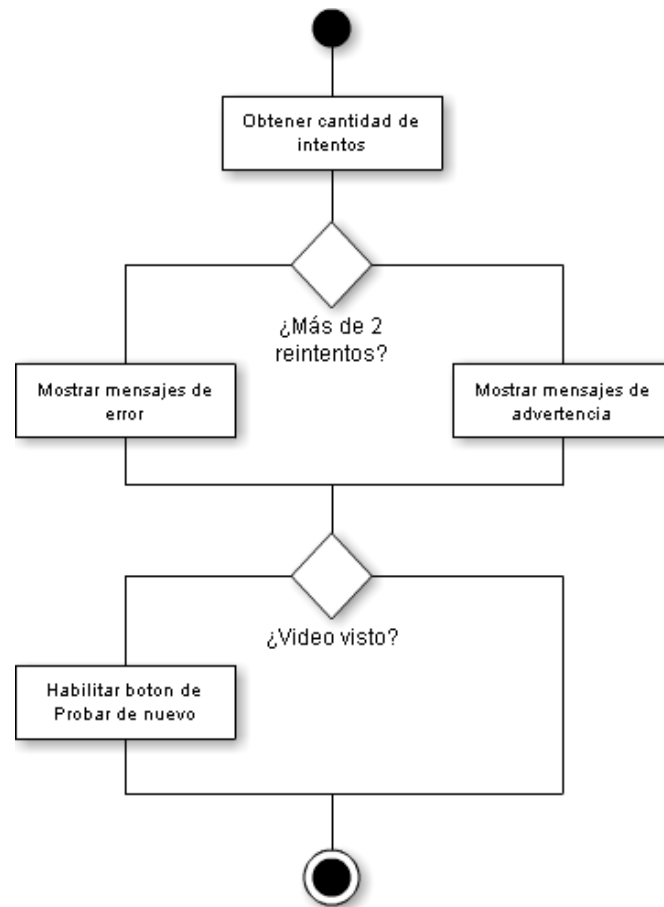 Obtener cantidad de
intentos
¿Más de 2
reintentos?
Mostrar mensajes de
error
Mostrar mensajes de
advertencia
¿Video visto?
Habilitar boton de
Probar de nuevo